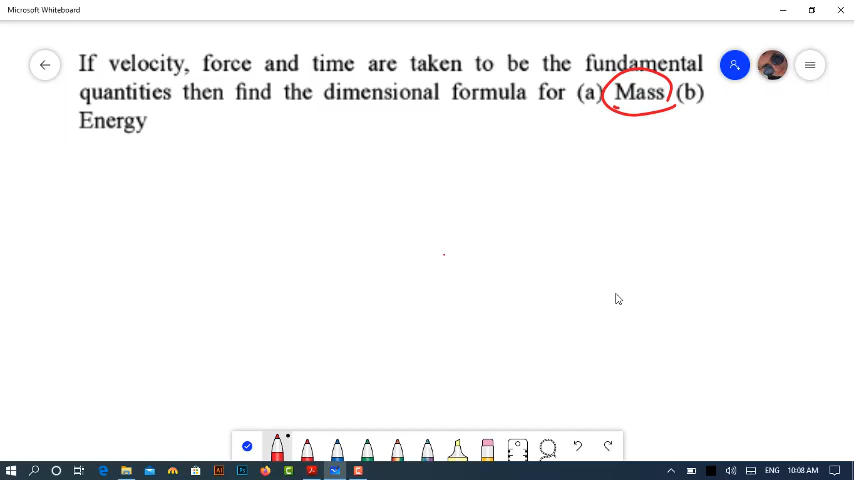 Microsoft Whiteboard
If velocity, force and time are taken to be the fundamental
quantities then find the dimensional formula for (a) Mass (b)
Energy
ENG 10:08 AM